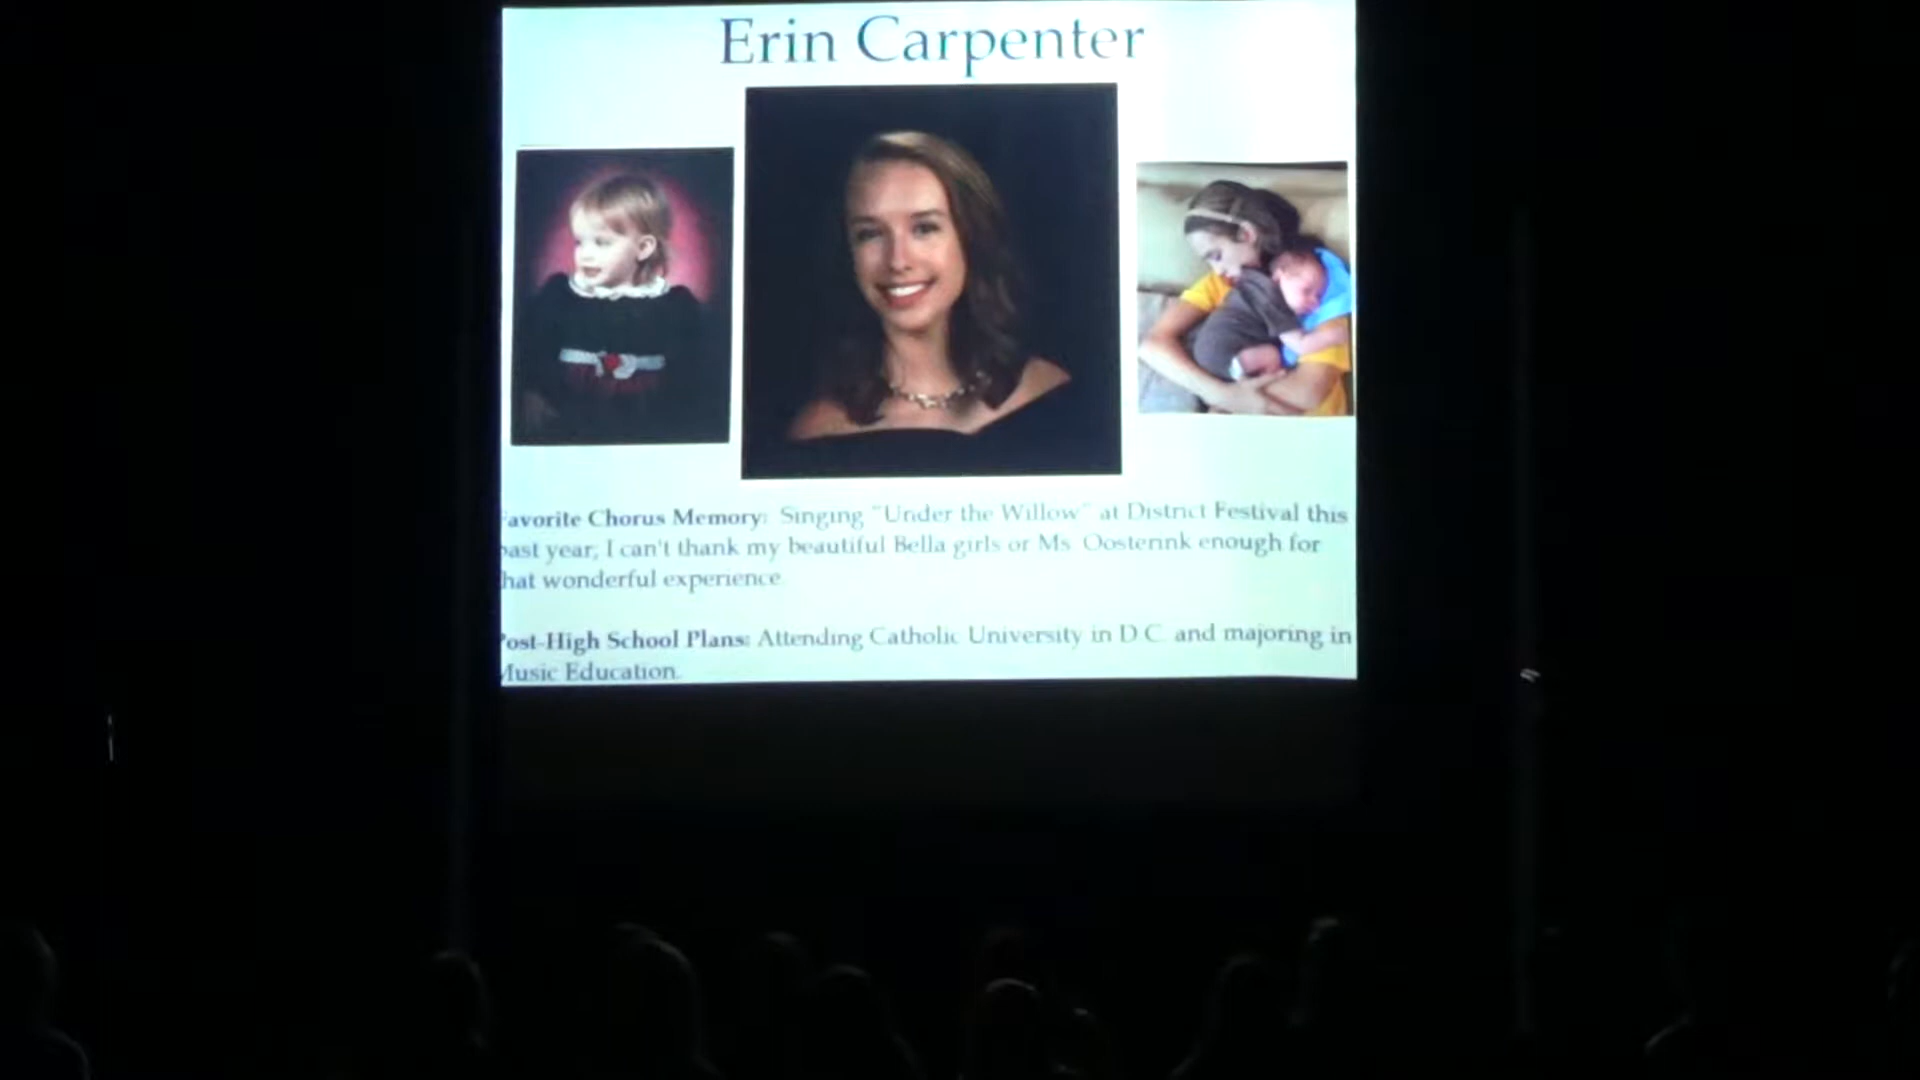 Erin Carpenter
avorite Chorus Memory: Singing "Under the Willow" at District Festival this
past year; I can't thank my beautiful Bella girls or Ms. Oosterink enough for
hat wonderful experience.
Post-High School Plans: Attending Catholic University in D.C. and majoring in
Music Education.